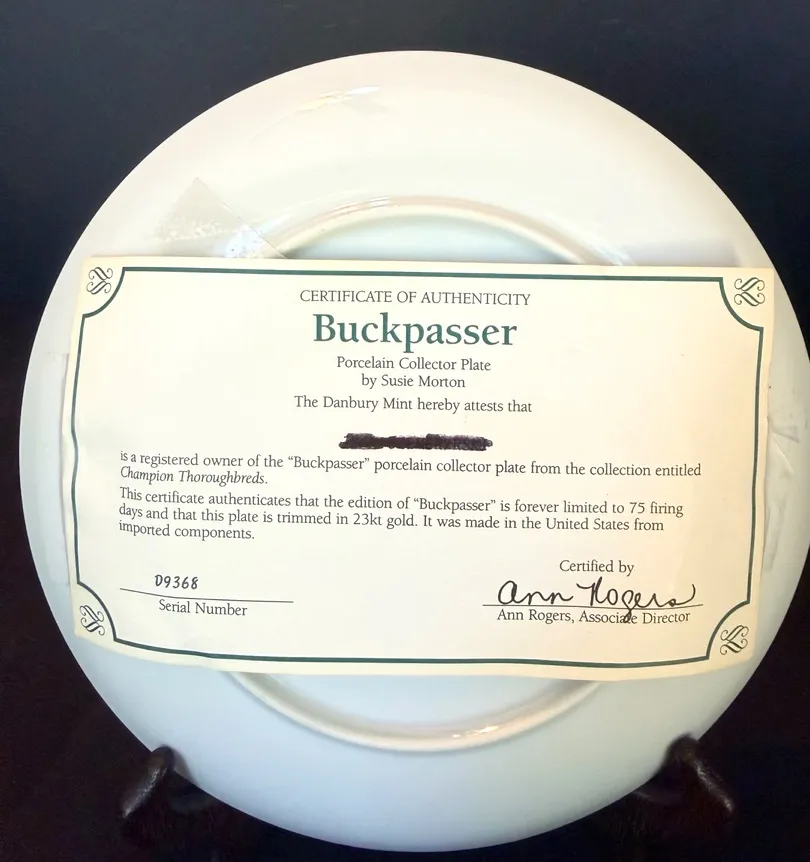 CERTIFICATE OF AUTHENTICITY
Buckpasser
Porcelain Collector Plate
by Susie Morton
The Danbury Mint hereby attests that
is a registered owner of the “Buckpasser” porcelain collector plate from the collection entitled
Champion Thoroughbreds.
This certificate authenticates that the edition of “Buckpasser” is forever limited to 75 firing
days and that this plate is trimmed in 23kt gold. It was made in the United States from
imported components.
Certified by
D9368
Ann Rogers
Serial Number
Ann Rogers, Associate Director